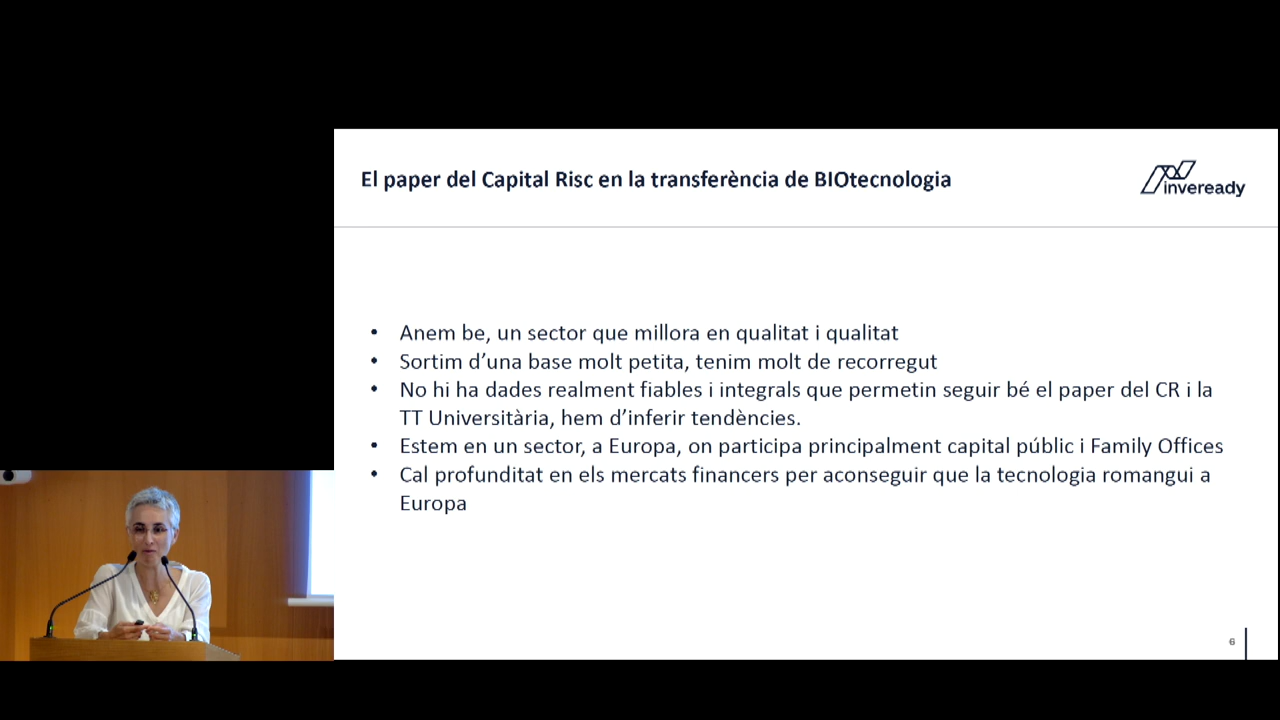 El paper del Capital Risc en la transferència de BIOtecnologia
inveready
• Anem be, un sector que millora en qualitat i qualitat
• Sortim d’una base molt petita, tenim molt de recorregut
• No hi ha dades realment fiables i integrals que permetin seguir bé el paper del CR i la
TT Universitària, hem d’inferir tendències.
• Estem en un sector, a Europa, on participa principalment capital públic i Family Offices
• Cal profunditat en els mercats financers per aconseguir que la tecnologia romangui a
Europa
6